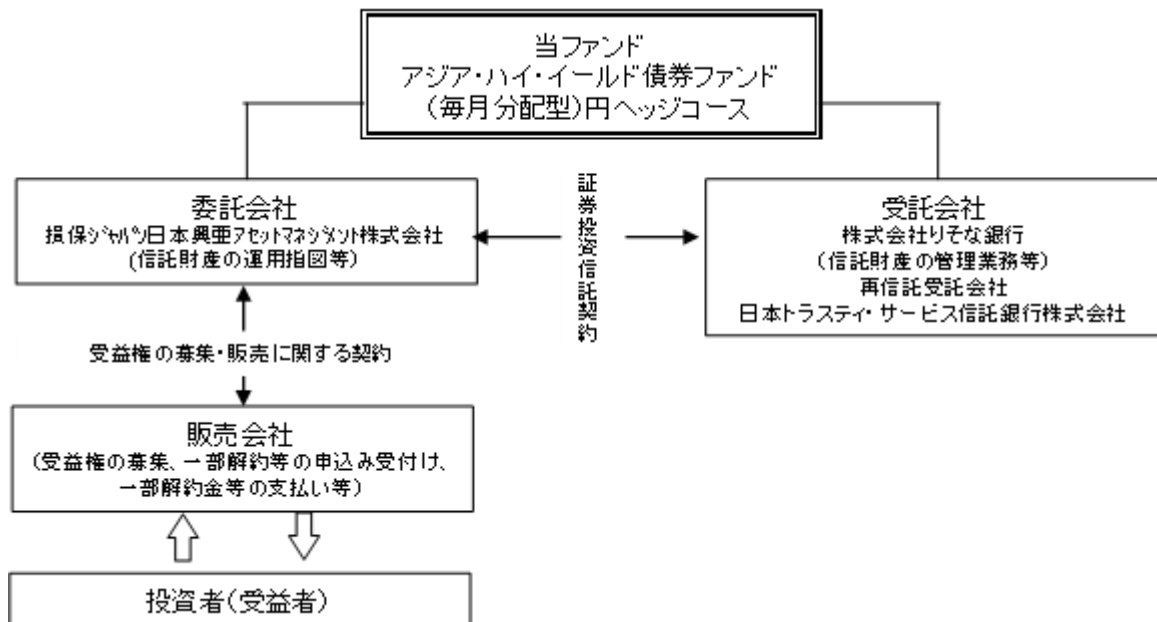 当ファンド
アジア・ハイ・イールド債券ファンド
（毎月分配型）円ヘッジコース
委託会社
損保ｼﾞｬﾊﾟﾝ日本興亜ｱｾｯﾄﾏﾈｼﾞﾒﾝﾄ株式会社
(信託財産の運用指図等）
証券投資信託契約
受託会社
株式会社りそな銀行
（信託財産の管理業務等）
再信託受託会社
日本トラスティ・サービス信託銀行株式会社
受益権の募集・販売に関する契約
販売会社
（受益権の募集、一部解約等の申込み受付け、
一部解約金等の支払い等）
投資者（受益者）